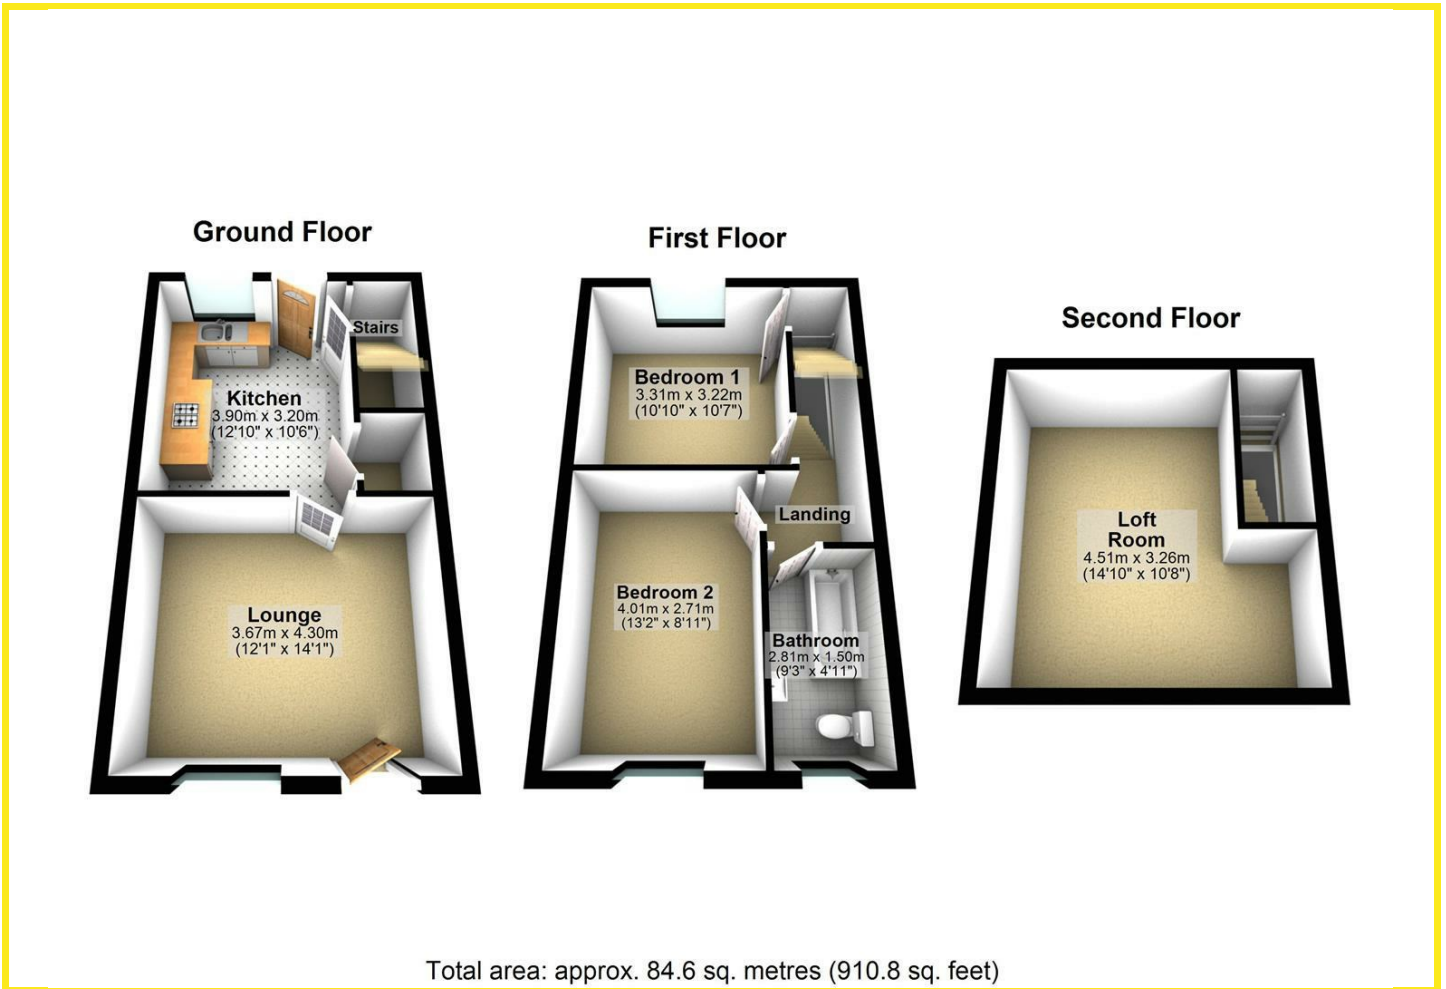 Ground Floor
Stairs
Kitchen
3.90m x 3.20m
(12'10" x 10'6")
Lounge
3.67m x 4.30m
(12'1" x 14'1")
First Floor
Bedroom 1
3.31m x 3.22m
(10'10" x 10'7")
Landing
Bedroom 2
4.01m x 2.71m
(13'2" x 8'11")
Bathroom
2.81m x 1.50m
(9'3" x 4'11")
Second Floor
Loft
Room
4.51m x 3.26m
(14'10" x 10'8")
Total area: approx. 84.6 sq. metres (910.8 sq. feet)